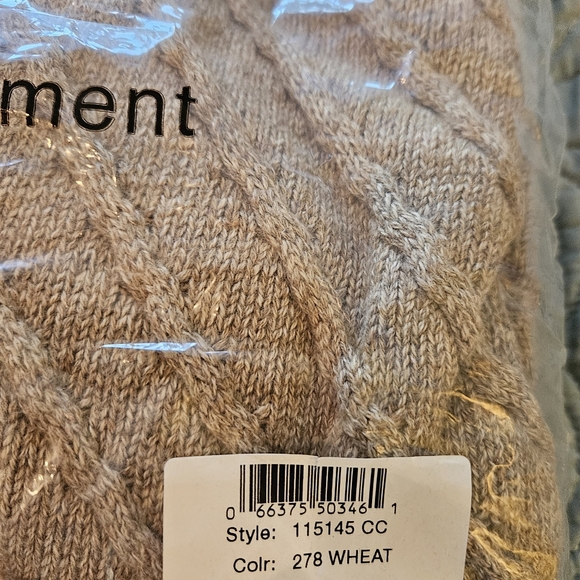 ment
0 66375 50346 1
Style: 115145 CC
Colr: 278 WHEAT